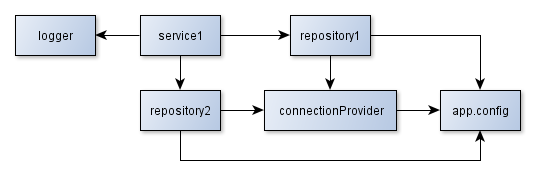 logger
service1
repository1
repository2
connectionProvider
app.config